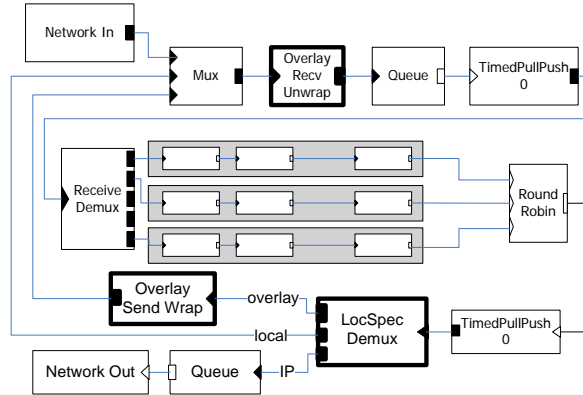 Network In
Mux
Overlay
Recv
Unwrap
Queue
TimedPullPush
0
Receive
Demux
Round
Robin
Overlay
Send Wrap
overlay
local
IP
LocSpec
Demux
TimedPullPush
0
Network Out
Queue